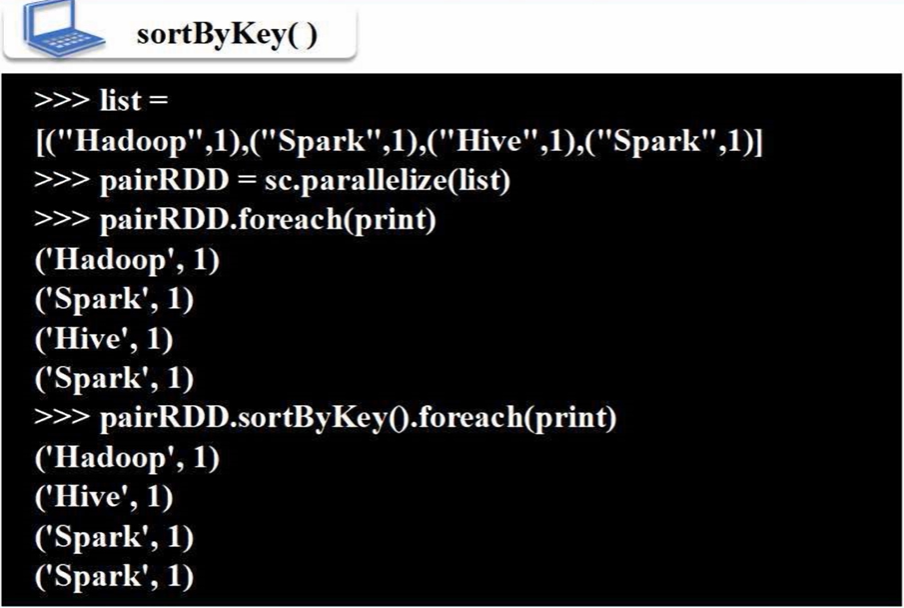 sortByKey( )
>>> list =
[("Hadoop",1),("Spark",1),("Hive",1),("Spark",1)]
>>> pairRDD = sc.parallelize(list)
>>> pairRDD.foreach(print)
('Hadoop', 1)
('Spark', 1)
('Hive', 1)
('Spark', 1)
>>> pairRDD.sortByKey().foreach(print)
('Hadoop', 1)
('Hive', 1)
('Spark', 1)
('Spark', 1)